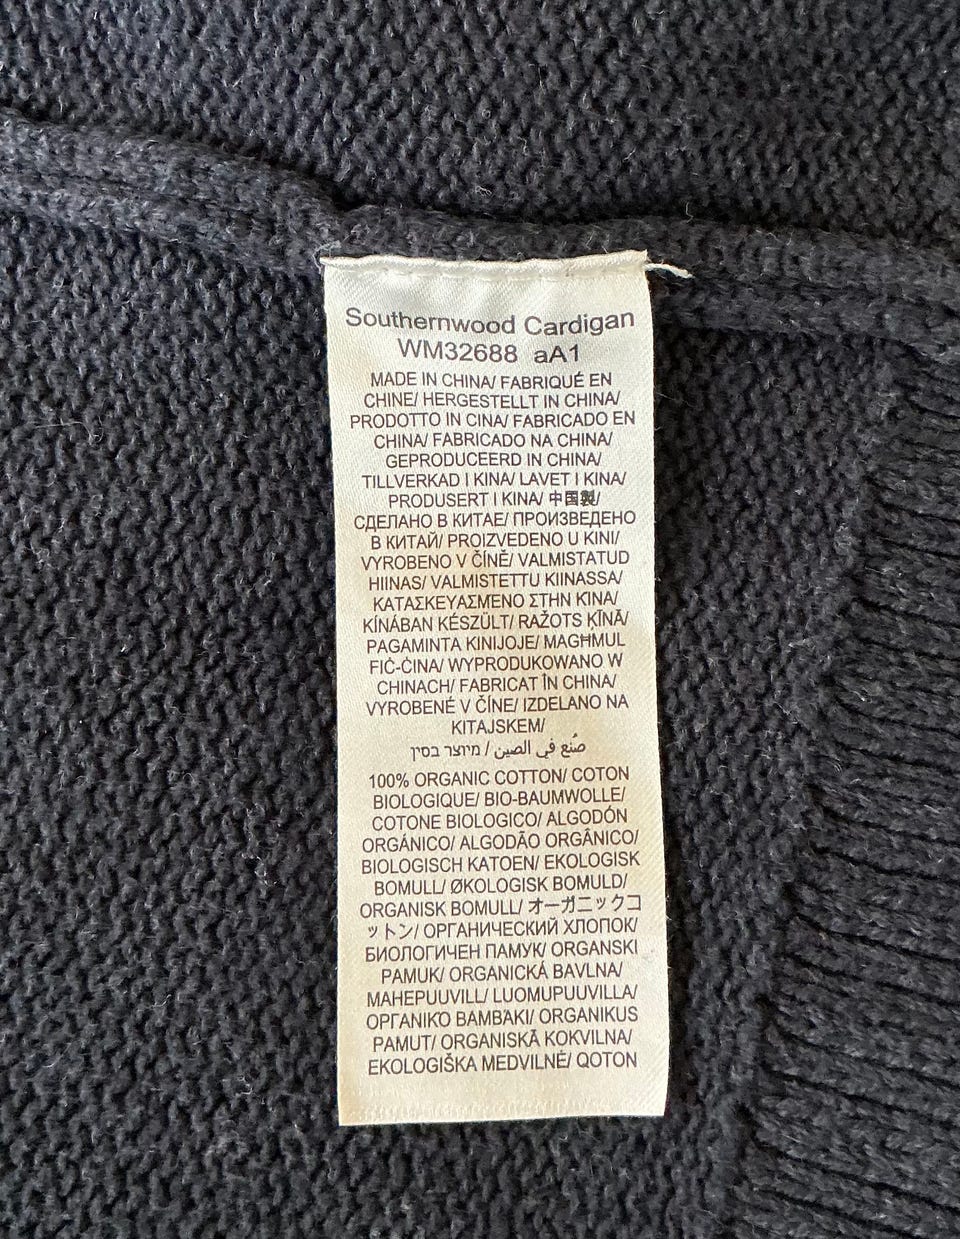 Southernwood Cardigan
WM32688 aA1
MADE IN CHINA/ FABRIQUÉ EN
CHINE/ HERGESTELLT IN CHINA/
PRODOTTO IN CINA/ FABRICADO EN
CHINA/ FABRICADO NA CHINA/
GEPRODUCEERD IN CHINA/
TILLVERKAD I KINA/ LAVET I KINA/
PRODUSERT I KINA/ 中国製/
СДЕЛАНО В КИТАЕ/ ПРОИЗВЕДЕНО
В КИТАЙ/ PROIZVEDENO U KINI/
VYROBENO V ČÍNĚ/ VALMISTATUD
HIINAS/ VALMISTETTU KIINASSA/
ΚΑΤΑΣΚΕΥΑΣΜΕΝΟ ΣΤΗΝ ΚΊΝΑ/
KÍNÁBAN KÉSZÜLT/ RAŽOTS ĶĪNĀ/
PAGAMINTA KINIJOJE/ MAGĦMUL
FIĊ-ĊINA/ WYPRODUKOWANO W
CHINACH/ FABRICAT ÎN CHINA/
VYROBENÉ V ČÍNE/ IZDELANO NA
KITAJSKEM/
صُنع في الصين / מיוצר בסין
100% ORGANIC COTTON/ COTON
BIOLOGIQUE/ BIO-BAUMWOLLE/
COTONE BIOLOGICO/ ALGODÓN
ORGÁNICO/ ALGODÃO ORGÂNICO/
BIOLOGISCH KATOEN/ EKOLOGISK
BOMULL/ ØKOLOGISK BOMULD/
ORGANISK BOMULL/ オーガニックコ
ットン/ ОРГАНИЧЕСКИЙ ХЛОПОК/
БИОЛОГИЧЕН ПАМУК/ ORGANSKI
PAMUK/ ORGANICKÁ BAVLNA/
MAHEPUUVILL/ LUOMUPUUVILLA/
ΟΡΓΑΝΙΚΌ ΒΑΜΒΆΚΙ/ ORGANIKUS
PAMUT/ ORGANISKĀ KOKVILNA/
EKOLOGIŠKA MEDVILNĖ/ QOTON